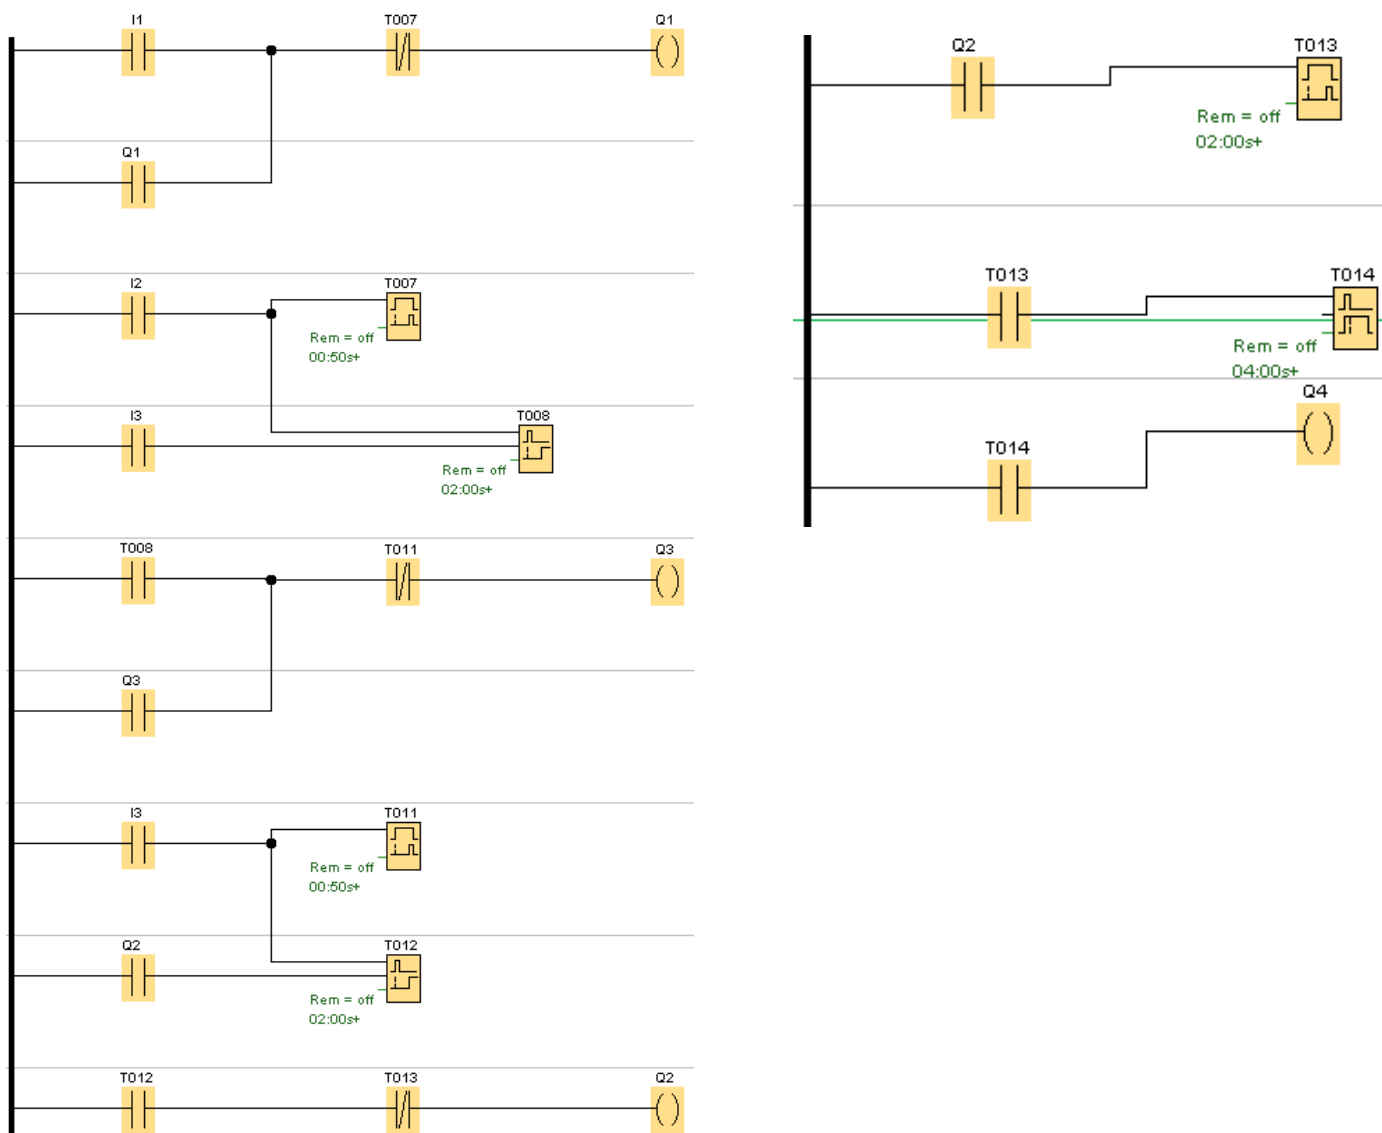 I1 T007 Q1
Q1
I2 T007
Rem = off
00:50s+
I3 T008
Rem = off
02:00s+
T008 T011 Q3
Q3
I3 T011
Rem = off
00:50s+
Q2 T012
Rem = off
02:00s+
T012 T013 Q2
Q2 T013
Rem = off
02:00s+
T013 T014
Rem = off
04:00s+
Q4
T014